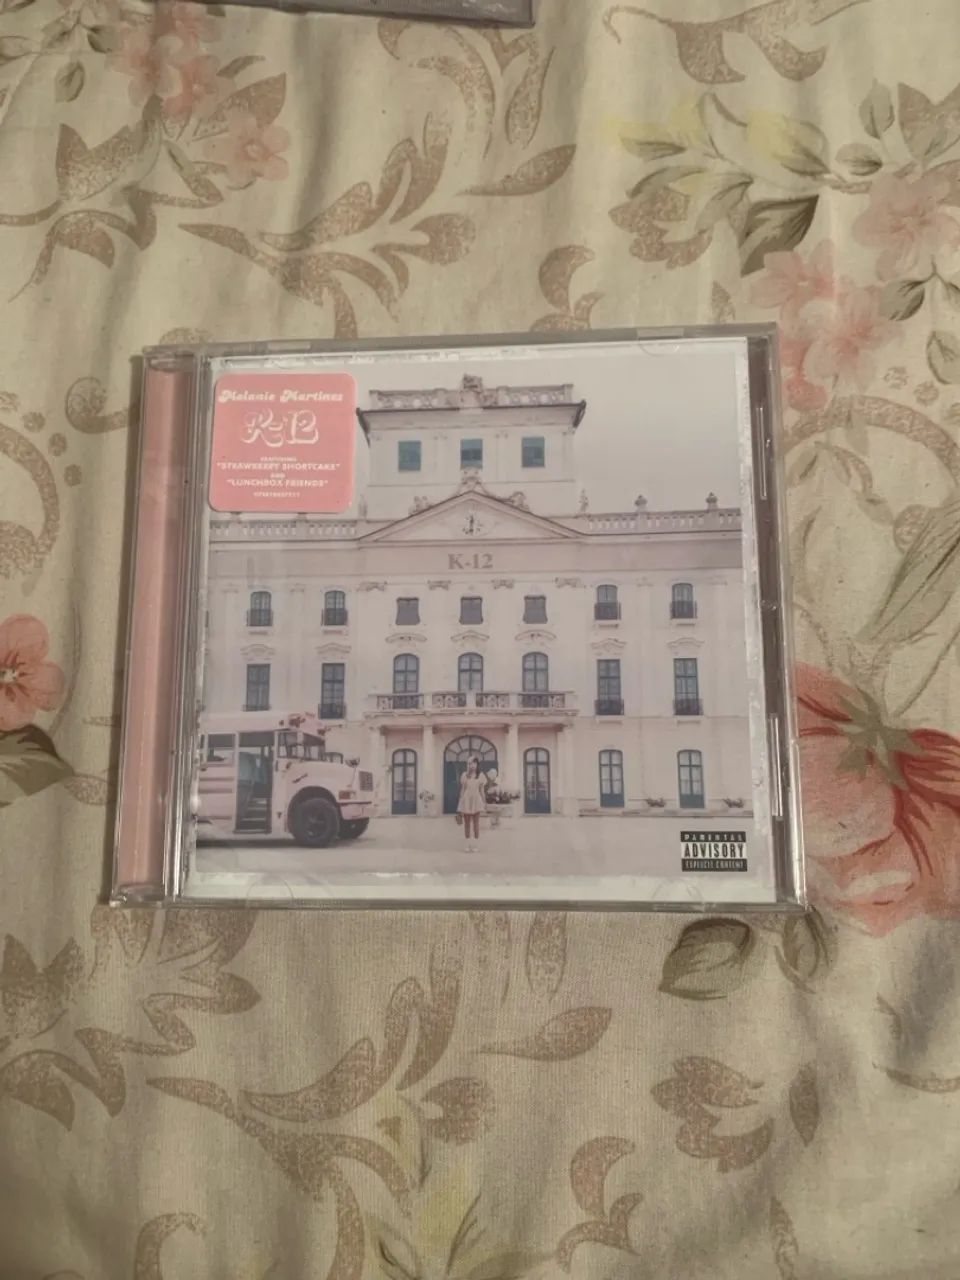 Melanie Martinez
K-12
FEATURING
"STRAWBERRY SHORTCAKE"
AND
"LUNCHBOX FRIENDS"
K-12
PARENTAL
ADVISORY
EXPLICIT CONTENT